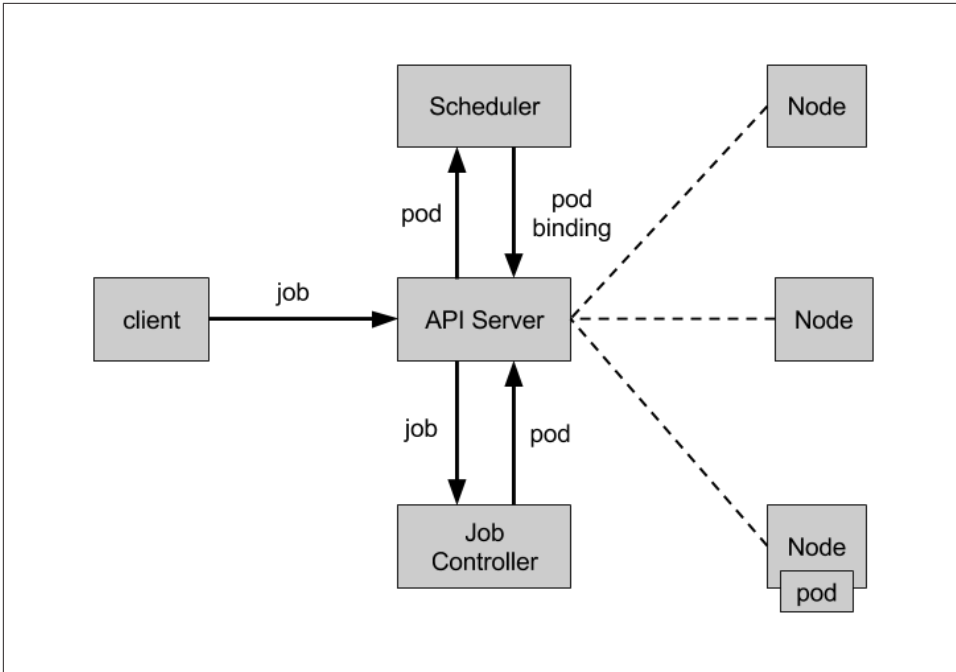 Scheduler
Node
pod
pod
binding
client
job
API Server
Node
job
pod
Job
Controller
Node
pod